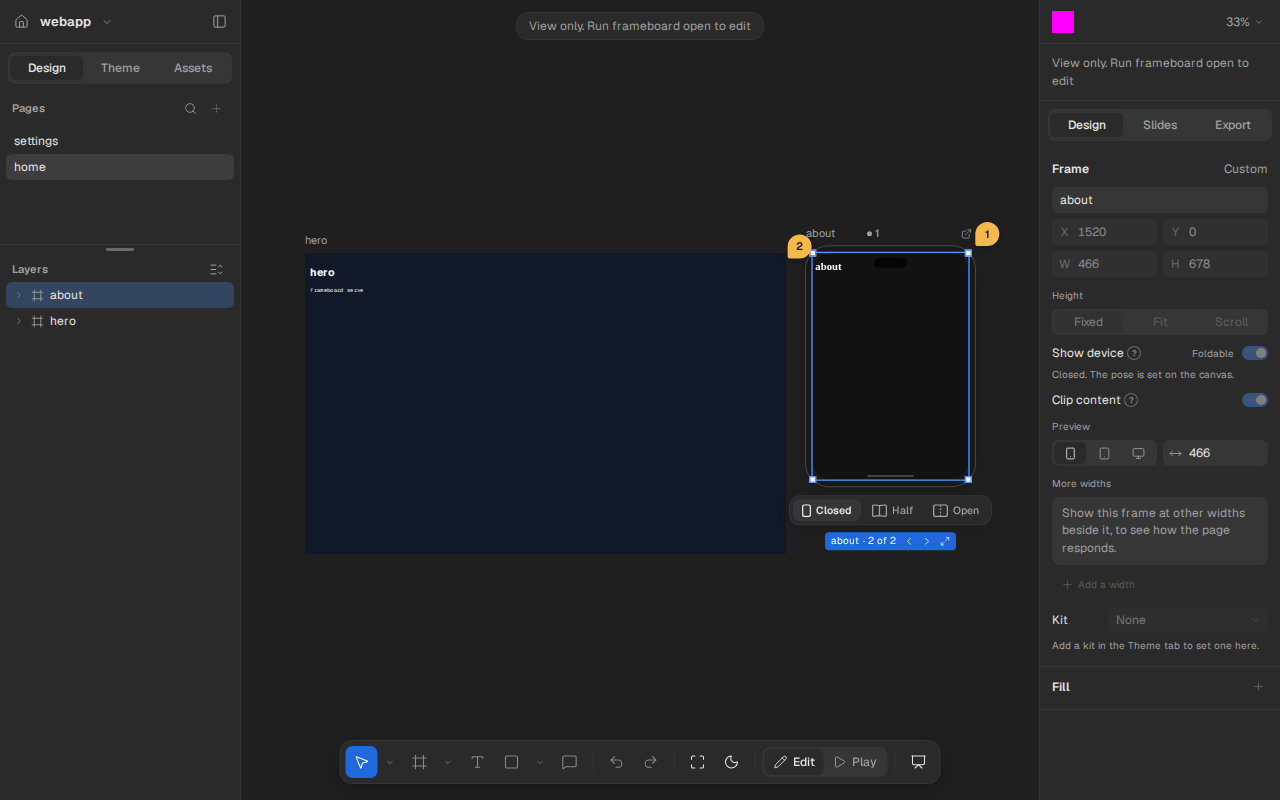 webapp
Design
Theme
Assets
Pages
settings
home
Layers
about
hero
View only. Run frameboard open to edit
hero
hero
frameboard serve
about
1
1
2
about
Closed
Half
Open
about - 2 of 2
Edit
Play
33%
View only. Run frameboard open to
edit
Design
Slides
Export
Frame
Custom
about
X 1520
Y 0
W 466
H 678
Height
Fixed
Fit
Scroll
Show device ?
Foldable
Closed. The pose is set on the canvas.
Clip content ?
Preview
466
More widths
Show this frame at other widths
beside it, to see how the page
responds.
Add a width
Kit
None
Add a kit in the Theme tab to set one here.
Fill